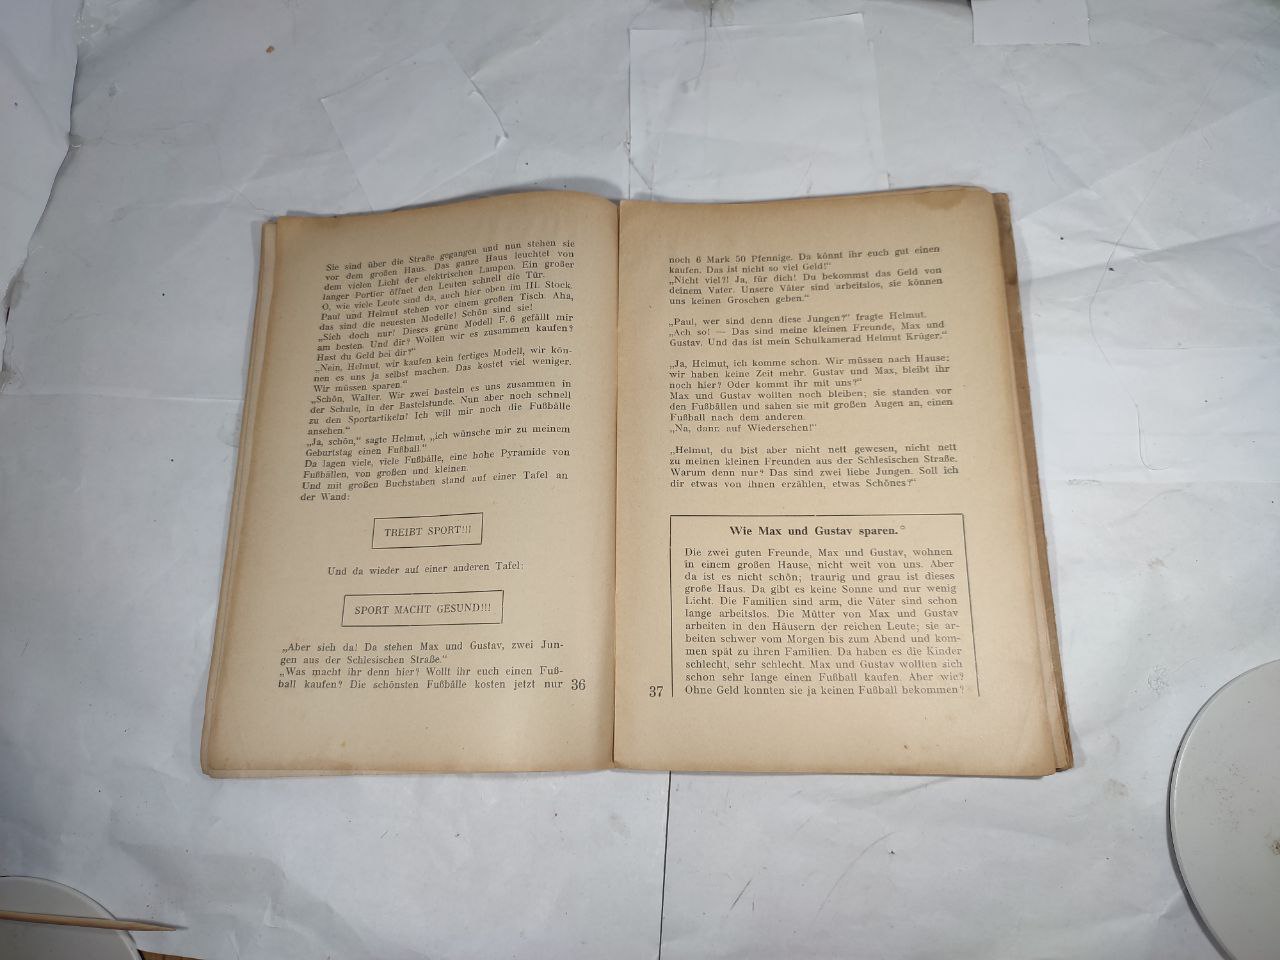 Sie sind über die Straße gegangen und nun stehen sie
vor dem großen Haus. Das ganze Haus leuchtet von
dem vielen Licht der elektrischen Lampen. Ein großer
langer Portier öffnet den Leuten schnell die Tür.
O, wie viele Leute sind da, auch hier oben im III. Stock.
Paul und Helmut stehen vor einem großen Tisch. Aha,
das sind die neuesten Modelle! Schön sind sie!
„Sieh doch nur! Dieses grüne Modell F. 6 gefällt mir
am besten. Und dir? Wollen wir es zusammen kaufen?
Hast du Geld bei dir?“
„Nein, Helmut, wir kaufen kein fertiges Modell, wir kön-
nen es uns ja selbst machen. Das kostet viel weniger.
Wir müssen sparen.“
„Schön, Walter. Wir zwei basteln es uns zusammen in
der Schule, in der Bastelstunde. Nun aber noch schnell
zu den Sportartikeln! Ich will mir noch die Fußbälle
ansehen.“
„Ja, schön,“ sagte Helmut, „ich wünsche mir zu meinem
Geburtstag einen Fußball.“
Da lagen viele, viele Fußbälle, eine hohe Pyramide von
Fußbällen, von großen und kleinen.
Und mit großen Buchstaben stand auf einer Tafel an
der Wand:
TREIBT SPORT!!!
Und da wieder auf einer anderen Tafel:
SPORT MACHT GESUND!!!
„Aber sieh da! Da stehen Max und Gustav, zwei Jun-
gen aus der Schlesischen Straße.“
„Was macht ihr denn hier? Wollt ihr euch einen Fuß-
ball kaufen? Die schönsten Fußbälle kosten jetzt nur
36
noch 6 Mark 50 Pfennige. Da könnt ihr euch gut einen
kaufen. Das ist nicht so viel Geld!“
„Nicht viel?! Ja, für dich! Du bekommst das Geld von
deinem Vater. Unsere Väter sind arbeitslos, sie können
uns keinen Groschen geben.“
„Paul, wer sind denn diese Jungen?“ fragte Helmut.
„Ach so! — Das sind meine kleinen Freunde, Max und
Gustav. Und das ist mein Schulkamerad Helmut Krüger.“
„Ja, Helmut, ich komme schon. Wir müssen nach Hause;
wir haben keine Zeit mehr. Gustav und Max, bleibt ihr
noch hier? Oder kommt ihr mit uns?“
Max und Gustav wollten noch bleiben; sie standen vor
den Fußbällen und sahen sie mit großen Augen an, einen
Fußball nach dem anderen.
„Na, dann auf Wiedersehen!“
„Helmut, du bist aber nicht nett gewesen, nicht nett
zu meinen kleinen Freunden aus der Schlesischen Straße.
Warum denn nur? Das sind zwei liebe Jungen. Soll ich
dir etwas von ihnen erzählen, etwas Schönes?“
Wie Max und Gustav sparen.°
Die zwei guten Freunde, Max und Gustav, wohnen
in einem großen Hause, nicht weit von uns. Aber
da ist es nicht schön; traurig und grau ist dieses
große Haus. Da gibt es keine Sonne und nur wenig
Licht. Die Familien sind arm, die Väter sind schon
lange arbeitslos. Die Mütter von Max und Gustav
arbeiten in den Häusern der reichen Leute; sie ar-
beiten schwer vom Morgen bis zum Abend und kom-
men spät zu ihren Familien. Da haben es die Kinder
schlecht, sehr schlecht. Max und Gustav wollten sich
schon sehr lange einen Fußball kaufen. Aber wie?
Ohne Geld konnten sie ja keinen Fußball bekommen?
37